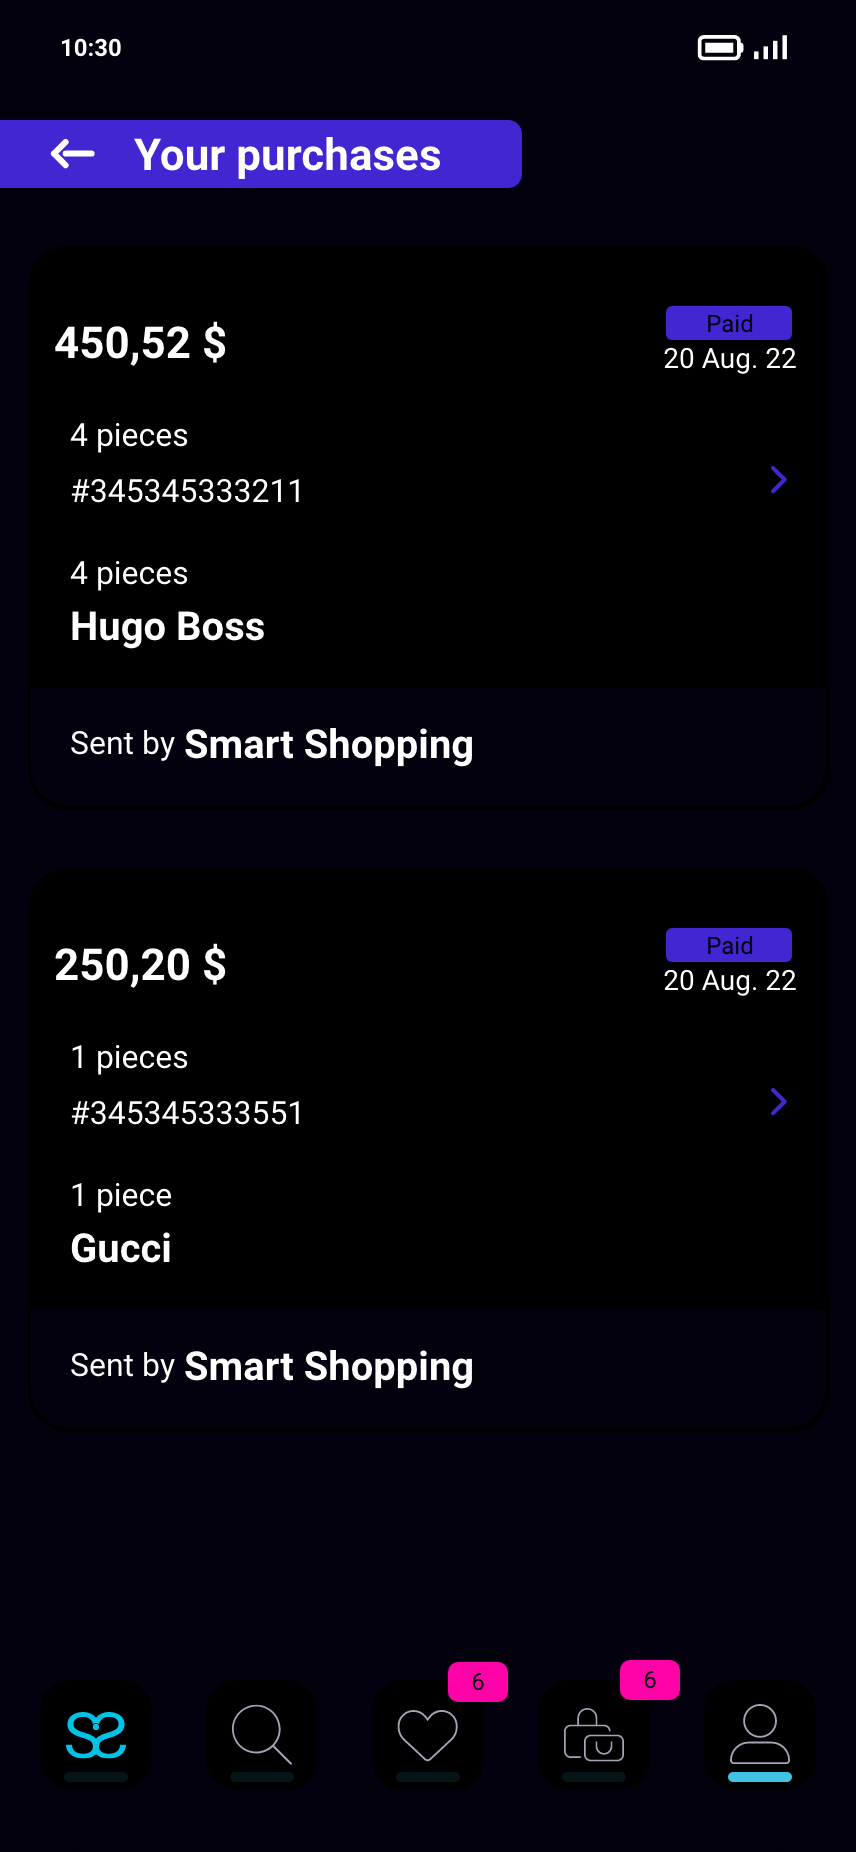 10:30
Your purchases
450,52 $
Paid
20 Aug. 22
4 pieces
#345345333211
4 pieces
Hugo Boss
Sent by Smart Shopping
250,20 $
Paid
20 Aug. 22
1 pieces
#345345333551
1 piece
Gucci
Sent by Smart Shopping
6
6